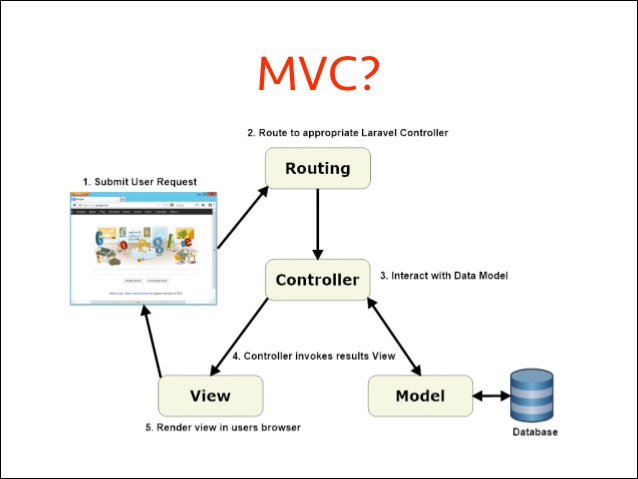 MVC?
2. Route to appropriate Laravel Controller
Routing
1. Submit User Request
Controller
3. Interact with Data Model
4. Controller invokes results View
View
Model
5. Render view in users browser
Database